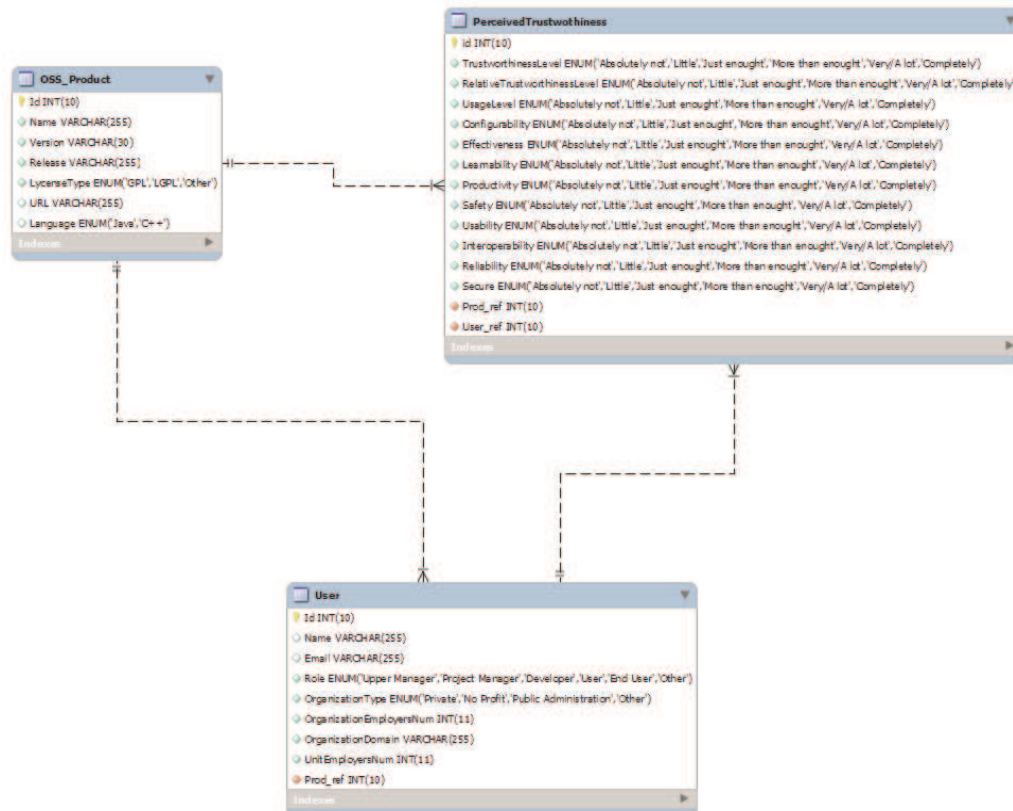 PerceivedTrustwothiness
id INT(10)
TrustworthinessLevel ENUM('Absolutely not','Little','Just enought','More than enought','Very/A lot','Completely')
RelativeTrustworthinessLevel ENUM('Absolutely not','Little','Just enought','More than enought','Very/A lot','Completely')
UsageLevel ENUM('Absolutely not','Little','Just enought','More than enought','Very/A lot','Completely')
Configurability ENUM('Absolutely not','Little','Just enought','More than enought','Very/A lot','Completely')
Effectiveness ENUM('Absolutely not','Little','Just enought','More than enought','Very/A lot','Completely')
Learnability ENUM('Absolutely not','Little','Just enought','More than enought','Very/A lot','Completely')
Productivity ENUM('Absolutely not','Little','Just enought','More than enought','Very/A lot','Completely')
Safety ENUM('Absolutely not','Little','Just enought','More than enought','Very/A lot','Completely')
Usability ENUM('Absolutely not','Little','Just enought','More than enought','Very/A lot','Completely')
Interoperability ENUM('Absolutely not','Little','Just enought','More than enought','Very/A lot','Completely')
Reliability ENUM('Absolutely not','Little','Just enought','More than enought','Very/A lot','Completely')
Secure ENUM('Absolutely not','Little','Just enought','More than enought','Very/A lot','Completely')
Prod_ref INT(10)
User_ref INT(10)
Indexes
OSS_Product
Id INT(10)
Name VARCHAR(255)
Version VARCHAR(30)
Release VARCHAR(255)
LycenseType ENUM('GPL','LGPL','Other')
URL VARCHAR(255)
Language ENUM('Java','C++')
Indexes
User
Id INT(10)
Name VARCHAR(255)
Email VARCHAR(255)
Role ENUM('Upper Manager','Project Manager','Developer','User','End User','Other')
OrganizationType ENUM('Private','No Profit','Public Administration','Other')
OrganizationEmployersNum INT(11)
OrganizationDomain VARCHAR(255)
UnitEmployersNum INT(11)
Prod_ref INT(10)
Indexes